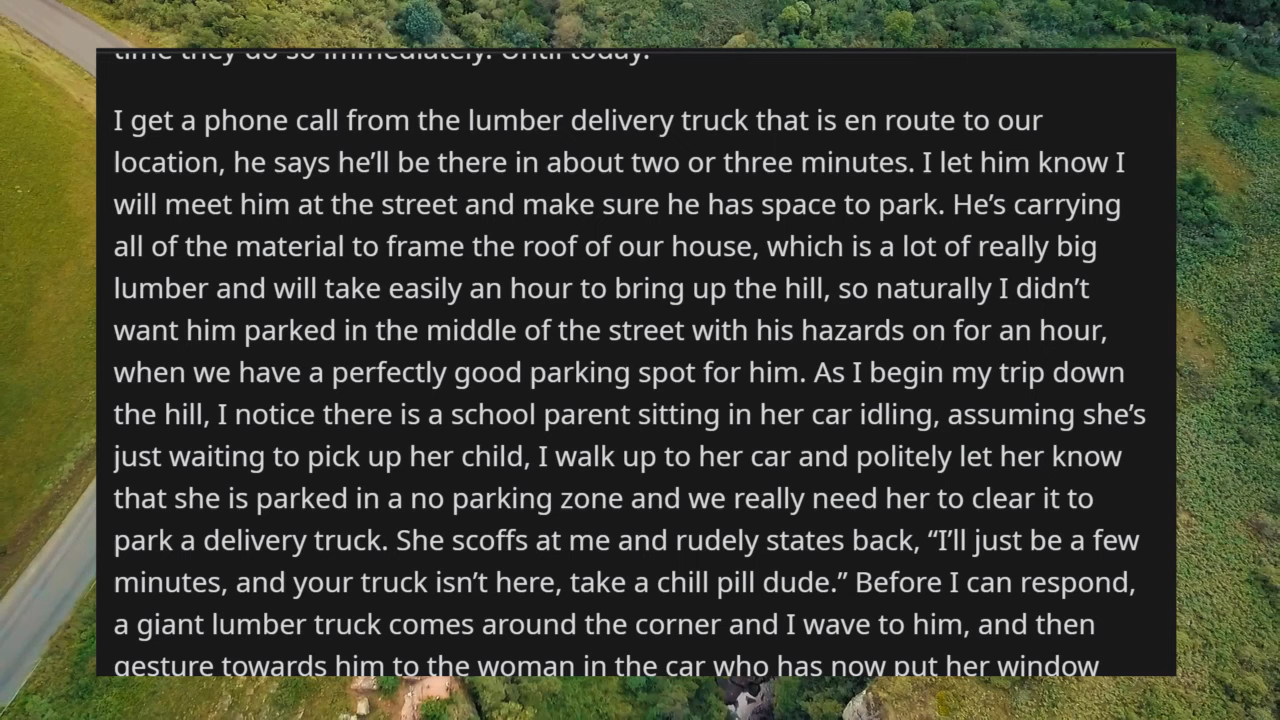 time they do so immediately. Until today.
I get a phone call from the lumber delivery truck that is en route to our
location, he says he’ll be there in about two or three minutes. I let him know I
will meet him at the street and make sure he has space to park. He’s carrying
all of the material to frame the roof of our house, which is a lot of really big
lumber and will take easily an hour to bring up the hill, so naturally I didn’t
want him parked in the middle of the street with his hazards on for an hour,
when we have a perfectly good parking spot for him. As I begin my trip down
the hill, I notice there is a school parent sitting in her car idling, assuming she’s
just waiting to pick up her child, I walk up to her car and politely let her know
that she is parked in a no parking zone and we really need her to clear it to
park a delivery truck. She scoffs at me and rudely states back, “I’ll just be a few
minutes, and your truck isn’t here, take a chill pill dude.” Before I can respond,
a giant lumber truck comes around the corner and I wave to him, and then
gesture towards him to the woman in the car who has now put her window